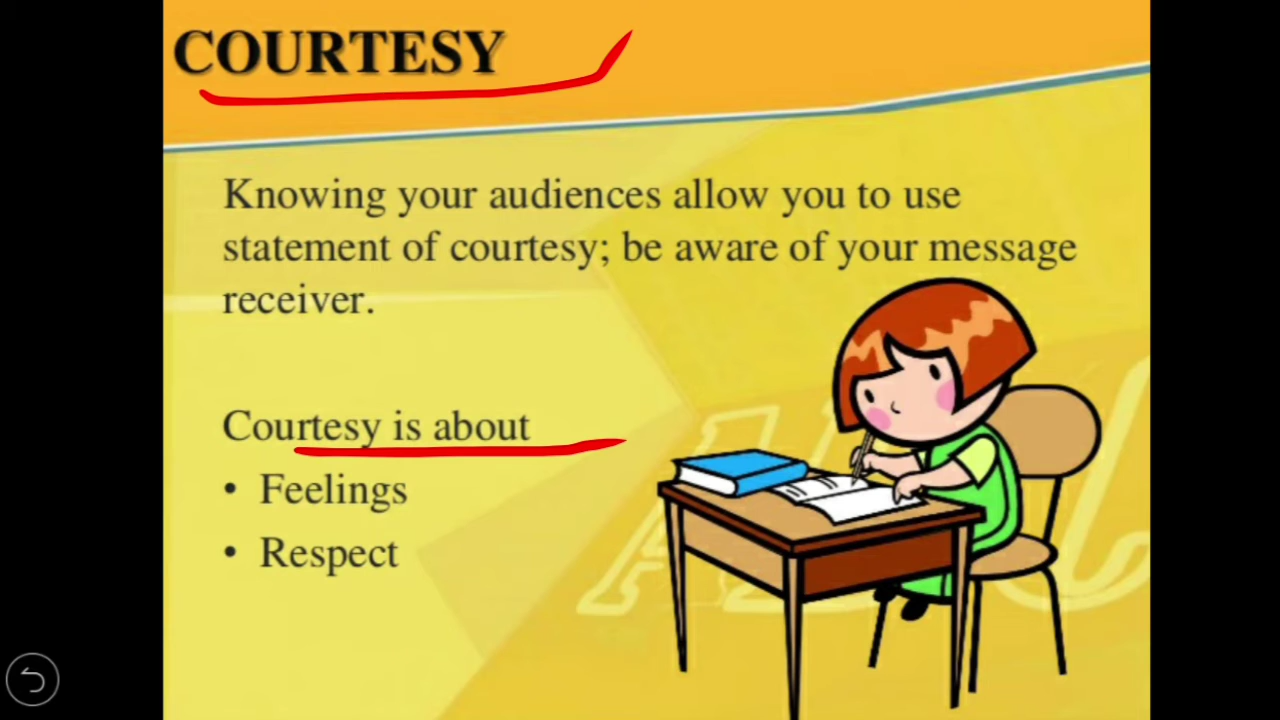 COURTESY
Knowing your audiences allow you to use
statement of courtesy; be aware of your message
receiver.
Courtesy is about
• Feelings
• Respect